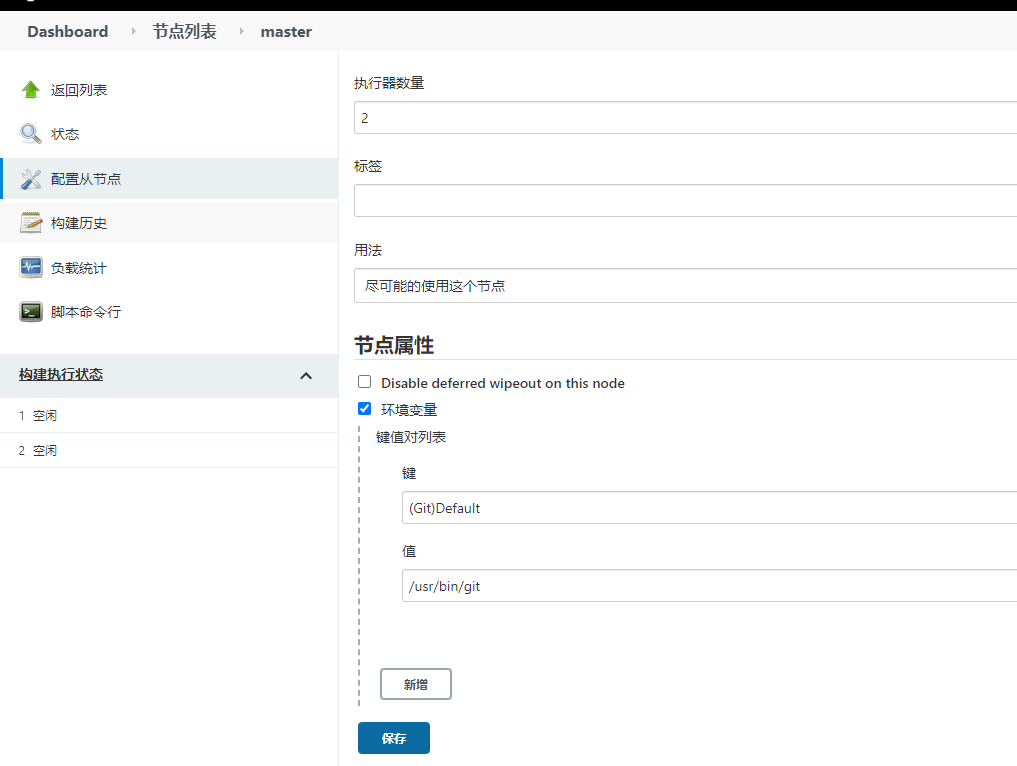 Dashboard 节点列表 master
返回列表
状态
配置从节点
构建历史
负载统计
脚本命令行
构建执行状态
1 空闲
2 空闲
执行器数量
2
标签
用法
尽可能的使用这个节点
节点属性
Disable deferred wipeout on this node
环境变量
键值对列表
键
(Git)Default
值
/usr/bin/git
新增
保存